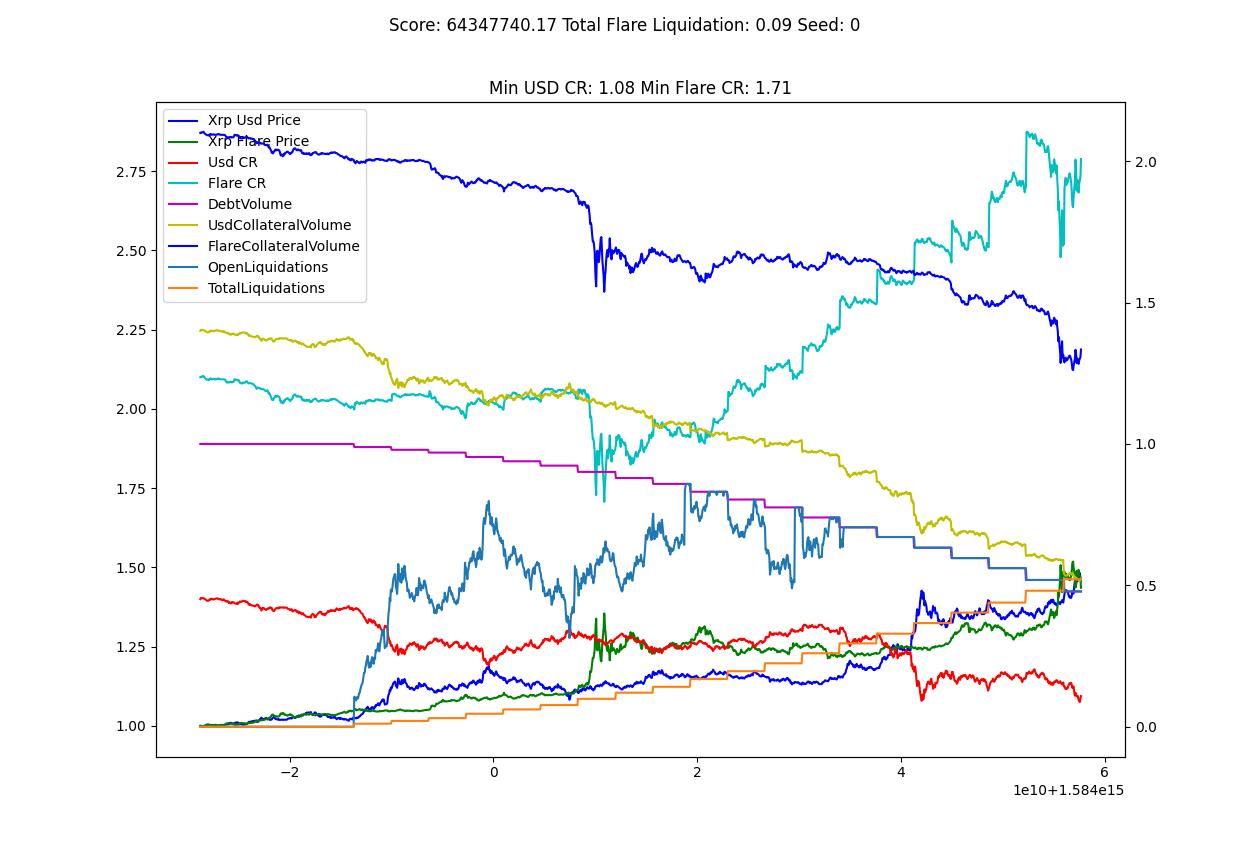 Score: 64347740.17 Total Flare Liquidation: 0.09 Seed: 0
Min USD CR: 1.08 Min Flare CR: 1.71
Xrp Usd Price
Xrp Flare Price
Usd CR
Flare CR
DebtVolume
UsdCollateralVolume
FlareCollateralVolume
OpenLiquidations
TotalLiquidations
2.75
2.50
2.25
2.00
1.75
1.50
1.25
1.00
2.0
1.5
1.0
0.5
0.0
−2
0
2
4
6
1e10+1.584e15